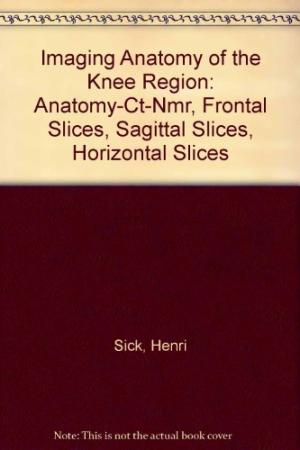 Imaging Anatomy of the
Knee Region:
Anatomy-Ct-Nmr, Frontal
Slices, Sagittal Slices,
Horizontal Slices
Sick, Henri
Note: This is not the actual book cover